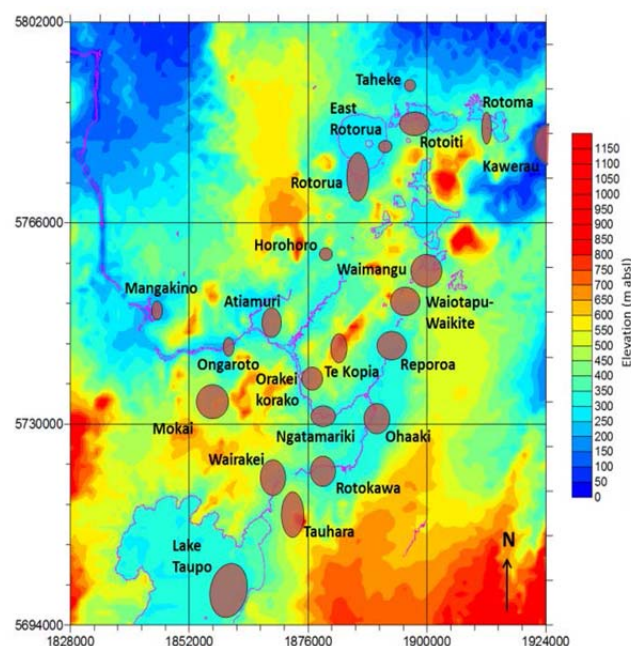 5802000
Taheke
East
Rotorua
Rotoma
Rotoiti
Kawerau
Rotorua
5766000
Horohoro
Waimangu
Mangakino
Atiamuri
Waiotapu-
Waikite
Ongaroto
Orakei
korako
Te Kopia
Reporoa
5730000
Mokai
Ngatamariki
Ohaaki
Wairakei
Rotokawa
Tauhara
Lake
Taupo
N
5694000
1828000 1852000 1876000 1900000 1924000
1150
1100
1050
1000
950
900
850
800
750
700
650
600
550
500
450
400
350
300
250
200
150
100
50
0
Elevation (m absl)